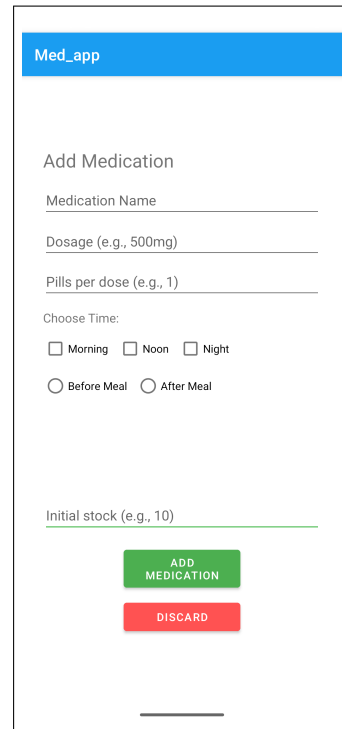 Med_app
Add Medication
Medication Name
Dosage (e.g., 500mg)
Pills per dose (e.g., 1)
Choose Time:
Morning Noon Night
Before Meal After Meal
Initial stock (e.g., 10)
ADD
MEDICATION
DISCARD